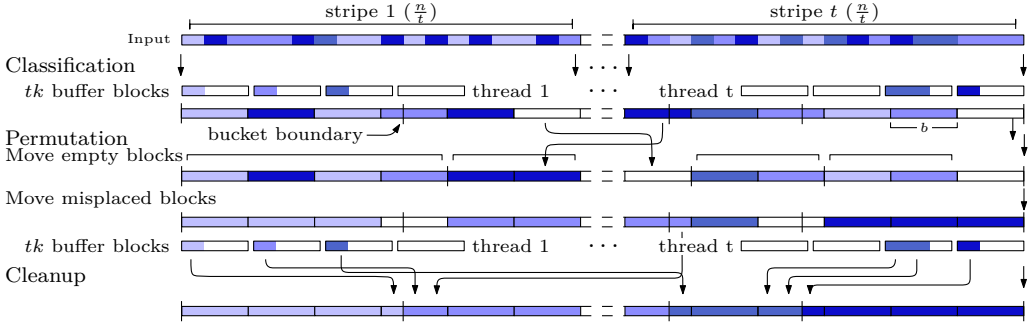 stripe 1 (n/t) stripe t (n/t)
Input
Classification
· · ·
tk buffer blocks thread 1 · · · thread t
b
bucket boundary
Permutation
Move empty blocks
Move misplaced blocks
tk buffer blocks thread 1 · · · thread t
Cleanup